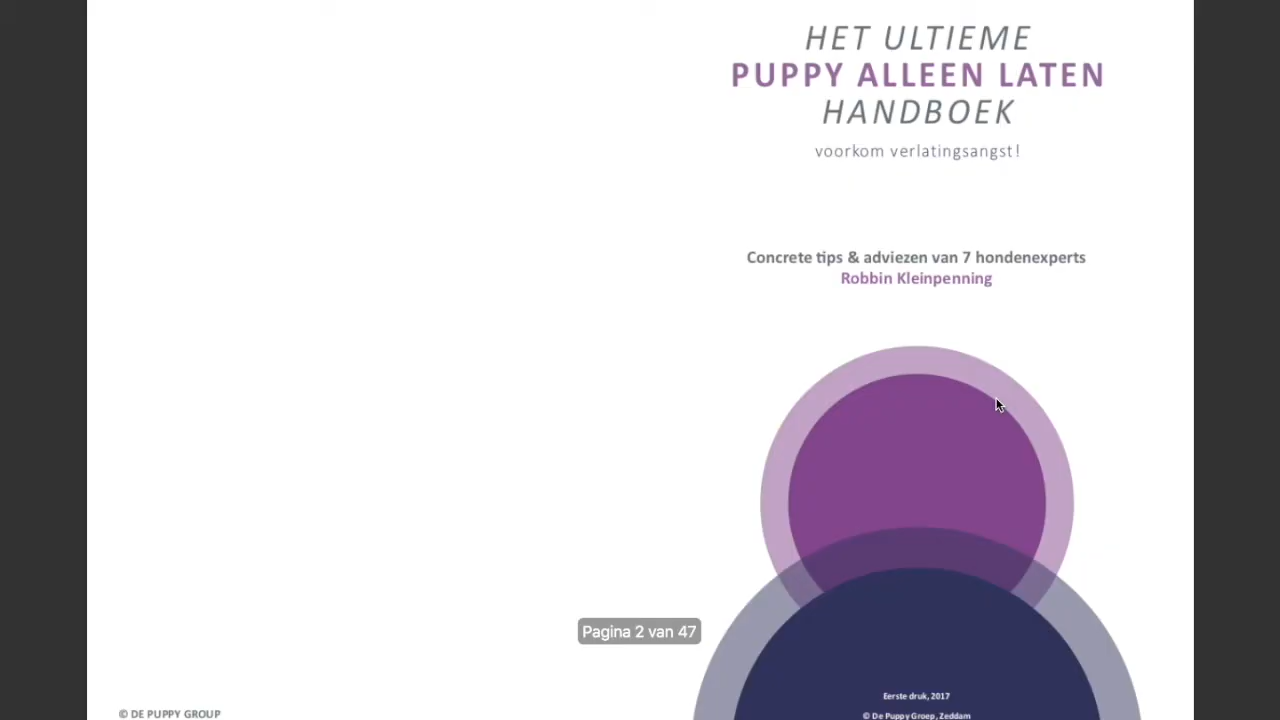 HET ULTIEME
PUPPY ALLEEN LATEN
HANDBOEK
voorkom verlatingsangst!
Concrete tips & adviezen van 7 hondenexperts
Robbin Kleinpenning
Pagina 2 van 47
Eerste druk, 2017
© De Puppy Groep, Zeddam
© DE PUPPY GROUP